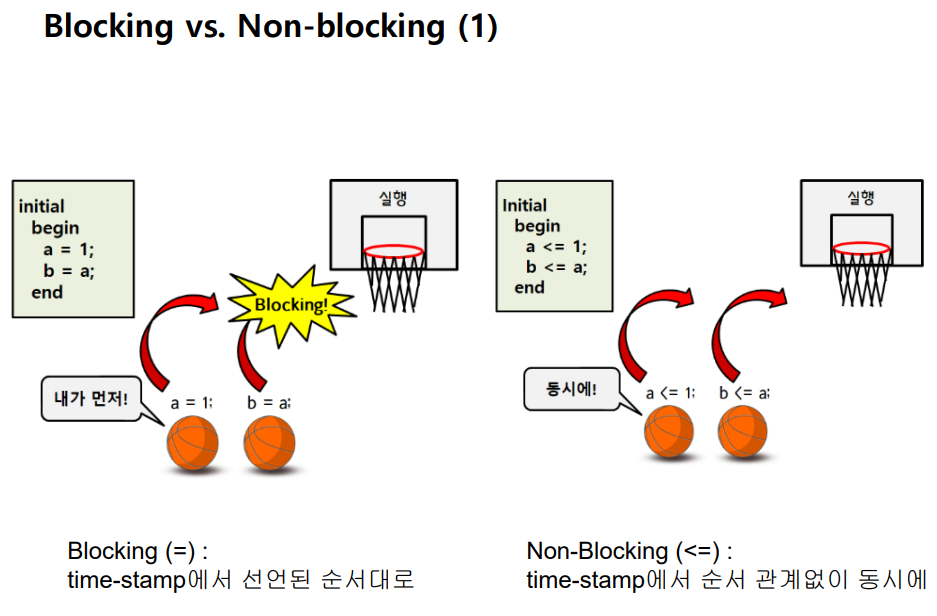 Blocking vs. Non-blocking (1)
initial
begin
a = 1;
b = a;
end
실행
Blocking!
내가 먼저!
a = 1;
b = a;
Blocking (=) :
time-stamp에서 선언된 순서대로
Initial
begin
a <= 1;
b <= a;
end
실행
동시에!
a <= 1;
b <= a;
Non-Blocking (<=) :
time-stamp에서 순서 관계없이 동시에